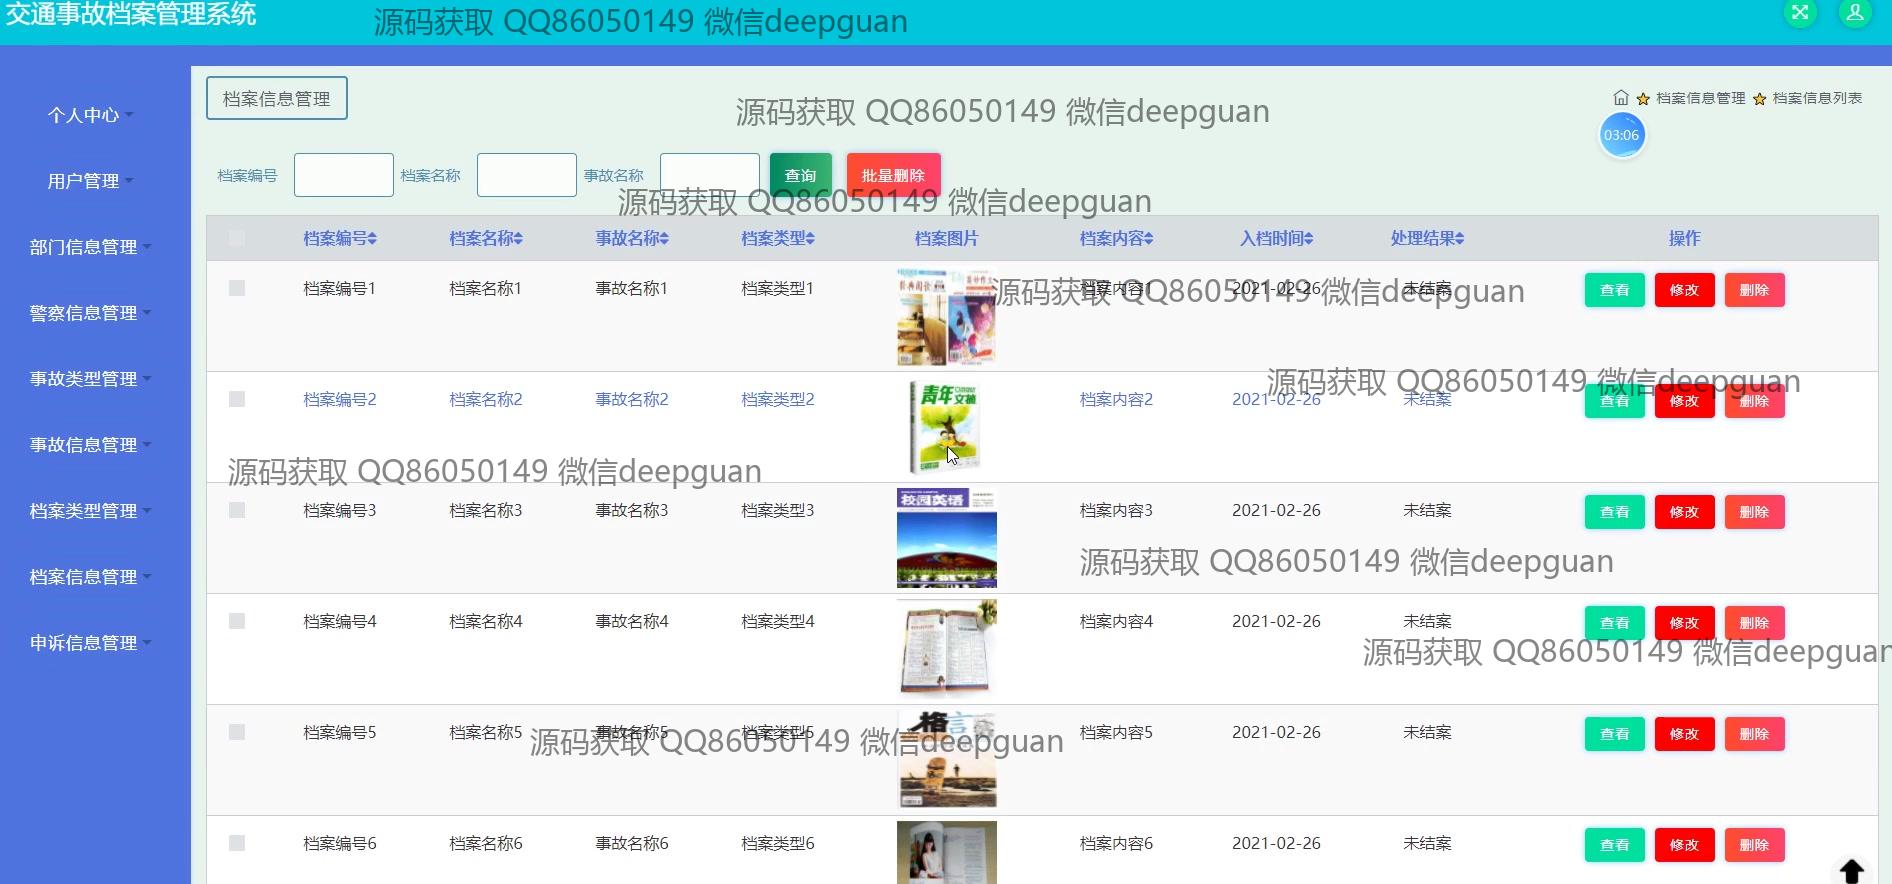 交通事故档案管理系统
源码获取 QQ86050149 微信deepguan
个人中心
用户管理
部门信息管理
警察信息管理
事故类型管理
事故信息管理
档案类型管理
档案信息管理
申诉信息管理
档案信息管理
源码获取 QQ86050149 微信deepguan
档案信息管理 档案信息列表
03:06
档案编号 档案名称 事故名称 查询 批量删除
源码获取 QQ86050149 微信deepguan
档案编号 档案名称 事故名称 档案类型 档案图片 档案内容 入档时间 处理结果 操作
档案编号1 档案名称1 事故名称1 档案类型1 档案内容1 2021-02-26 未结案 查看 修改 删除
源码获取 QQ86050149 微信deepguan
源码获取 QQ86050149 微信deepguan
档案编号2 档案名称2 事故名称2 档案类型2 青年文摘 档案内容2 2021-02-26 未结案 查看 修改 删除
源码获取 QQ86050149 微信deepguan
校园英语
档案编号3 档案名称3 事故名称3 档案类型3 档案内容3 2021-02-26 未结案 查看 修改 删除
源码获取 QQ86050149 微信deepguan
档案编号4 档案名称4 事故名称4 档案类型4 档案内容4 2021-02-26 未结案 查看 修改 删除
源码获取 QQ86050149 微信deepguan
格言
档案编号5 档案名称5 事故名称5 档案类型5 档案内容5 2021-02-26 未结案 查看 修改 删除
源码获取 QQ86050149 微信deepguan
档案编号6 档案名称6 事故名称6 档案类型6 档案内容6 2021-02-26 未结案 查看 修改 删除